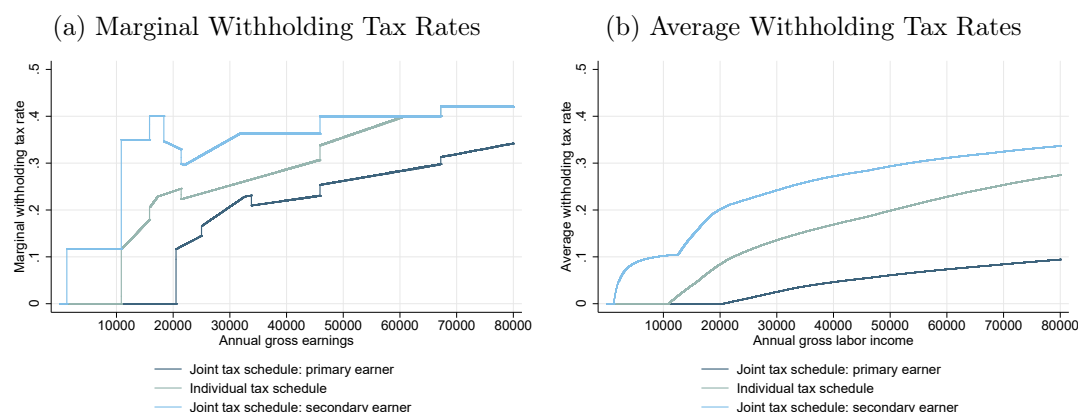 (a) Marginal Withholding Tax Rates
(b) Average Withholding Tax Rates
Marginal withholding tax rate
0
.1
.2
.3
.4
.5
10000 20000 30000 40000 50000 60000 70000 80000
Annual gross earnings
Joint tax schedule: primary earner
Individual tax schedule
Joint tax schedule: secondary earner
Average withholding tax rate
0
.1
.2
.3
.4
.5
10000 20000 30000 40000 50000 60000 70000 80000
Annual gross labor income
Joint tax schedule: primary earner
Individual tax schedule
Joint tax schedule: secondary earner